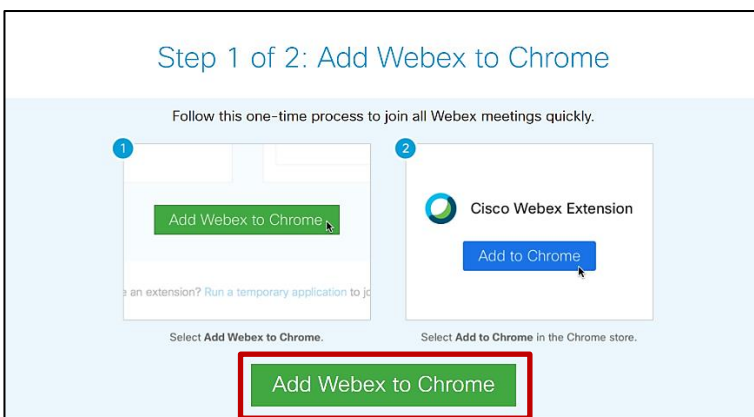 Step 1 of 2: Add Webex to Chrome
Follow this one-time process to join all Webex meetings quickly.
1
Add Webex to Chrome
an extension? Run a temporary application to
Select Add Webex to Chrome.
2
Cisco Webex Extension
Add to Chrome
Select Add to Chrome in the Chrome store.
Add Webex to Chrome